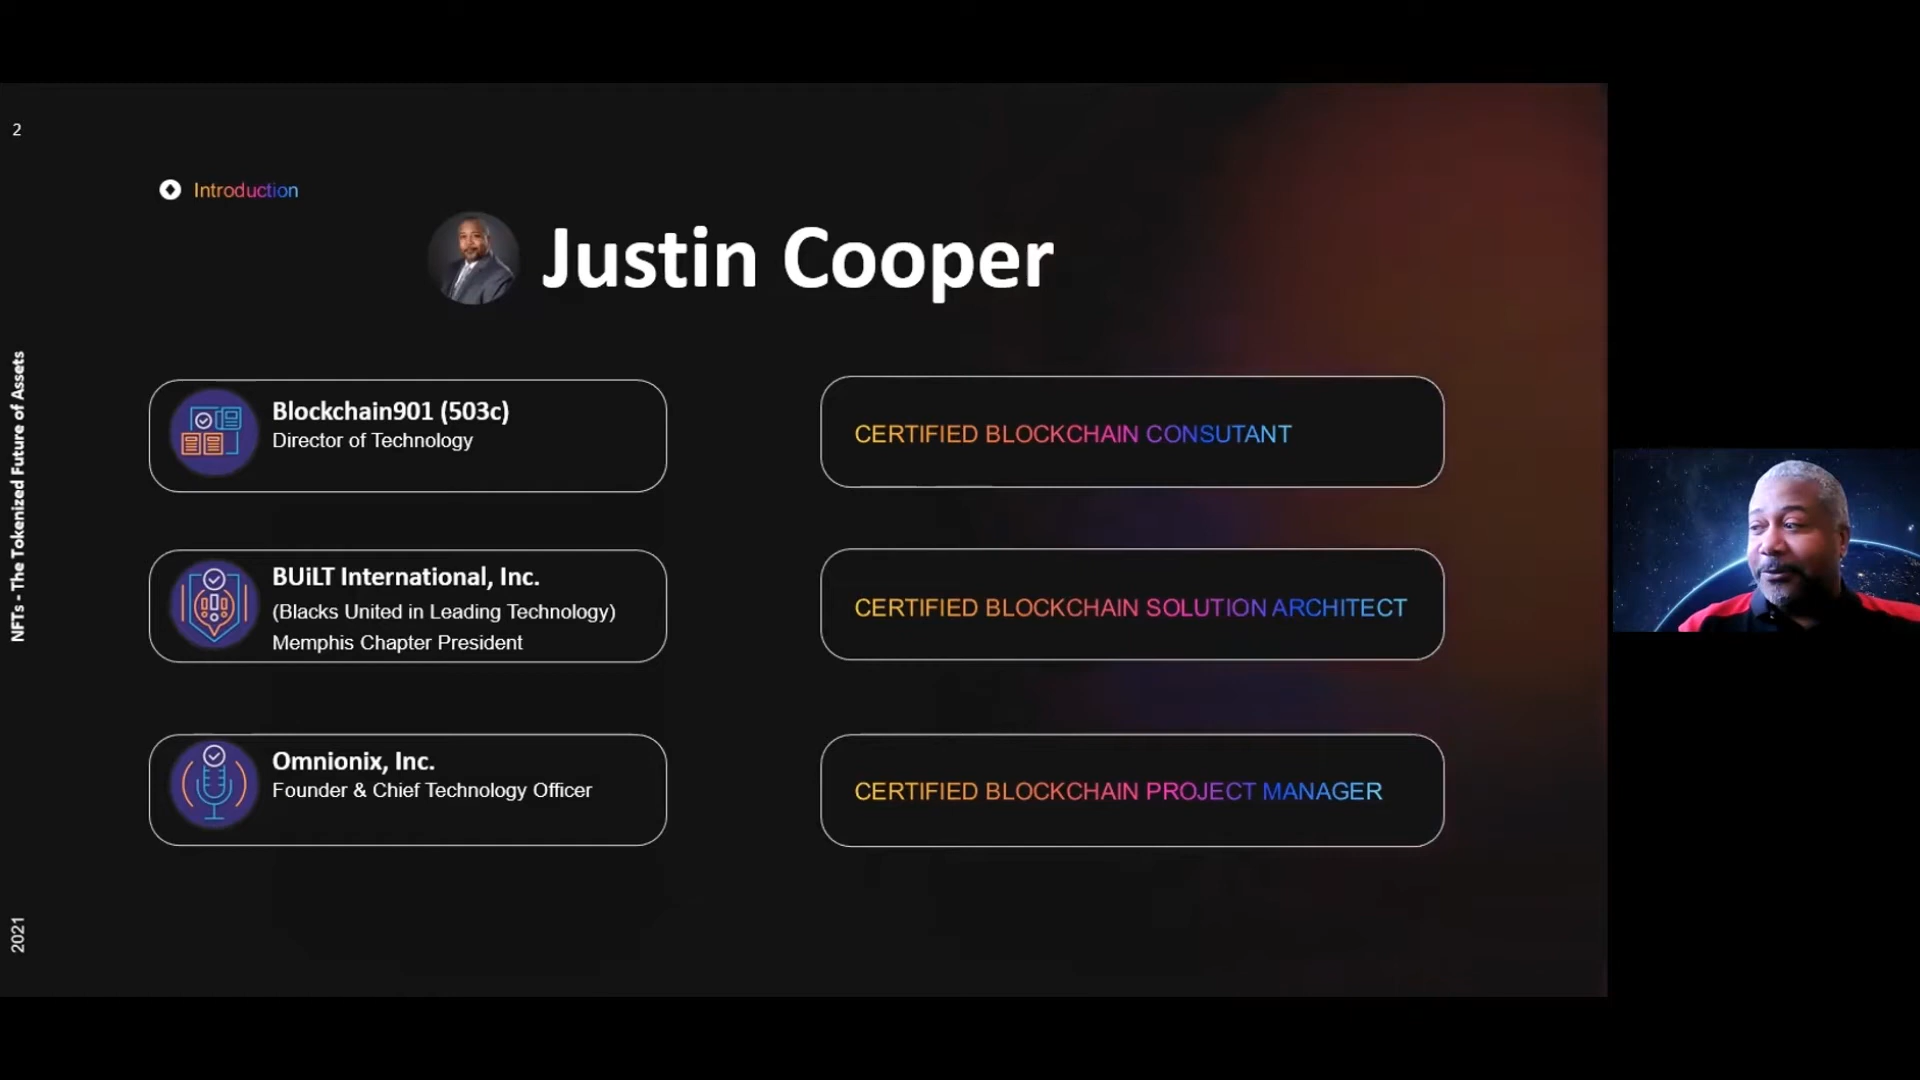 2
Introduction
Justin Cooper
Blockchain901 (503c)
Director of Technology
CERTIFIED BLOCKCHAIN CONSUTANT
BUiLT International, Inc.
(Blacks United in Leading Technology)
Memphis Chapter President
CERTIFIED BLOCKCHAIN SOLUTION ARCHITECT
Omnionix, Inc.
Founder & Chief Technology Officer
CERTIFIED BLOCKCHAIN PROJECT MANAGER
NFTs - The Tokenized Future of Assets
2021